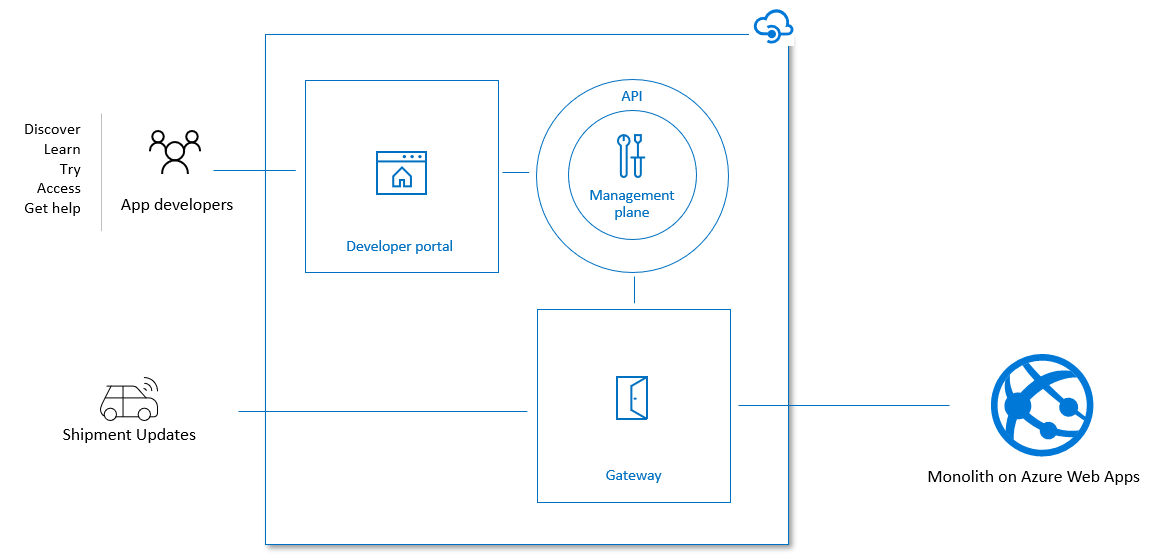 Discover
Learn
Try
Access
Get help
App developers
Developer portal
API
Management
plane
Shipment Updates
Gateway
Monolith on Azure Web Apps